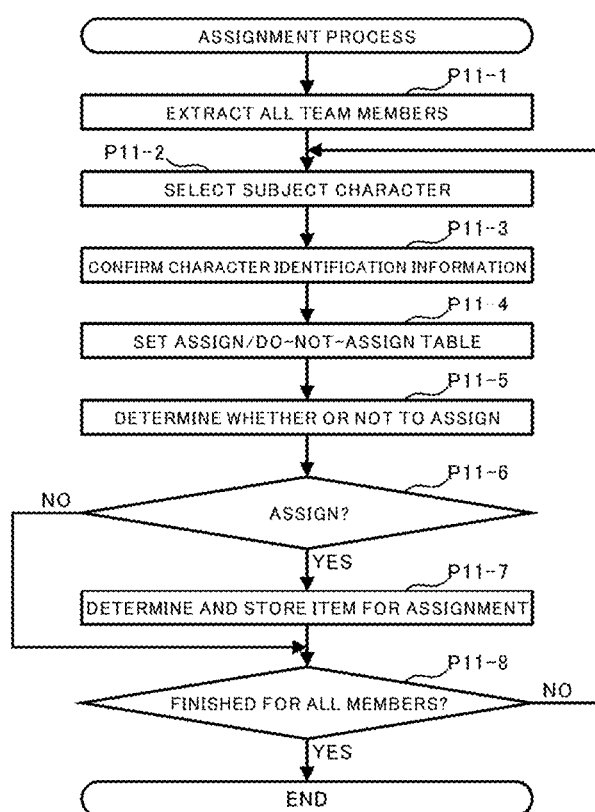 ASSIGNMENT PROCESS
P11-1
EXTRACT ALL TEAM MEMBERS
P11-2
SELECT SUBJECT CHARACTER
P11-3
CONFIRM CHARACTER IDENTIFICATION INFORMATION
P11-4
SET ASSIGN/DO-NOT-ASSIGN TABLE
P11-5
DETERMINE WHETHER OR NOT TO ASSIGN
P11-6
NO
ASSIGN?
YES
P11-7
DETERMINE AND STORE ITEM FOR ASSIGNMENT
P11-8
FINISHED FOR ALL MEMBERS?
NO
YES
END